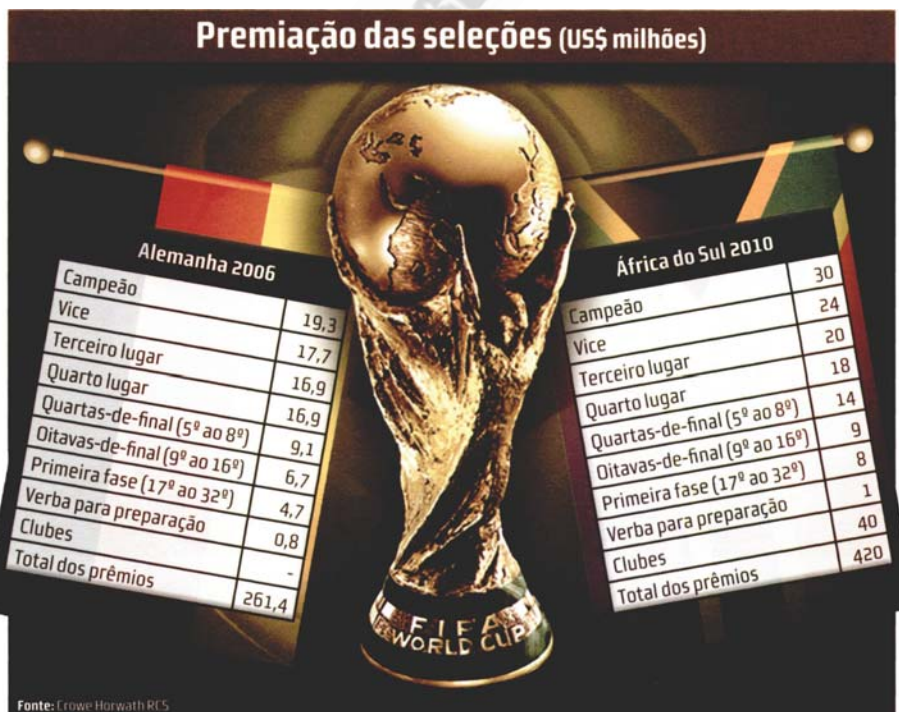 Premiação das seleções (US$ milhões)
Alemanha 2006
Campeão 19,3
Vice 17,7
Terceiro lugar 16,9
Quarto lugar 16,9
Quartas-de-final (5º ao 8º) 9,1
Oitavas-de-final (9º ao 16º) 6,7
Primeira fase (17º ao 32º) 4,7
Verba para preparação 0,8
Clubes -
Total dos prêmios 261,4
África do Sul 2010
Campeão 30
Vice 24
Terceiro lugar 20
Quarto lugar 18
Quartas-de-final (5º ao 8º) 14
Oitavas-de-final (9º ao 16º) 9
Primeira fase (17º ao 32º) 8
Verba para preparação 1
Clubes 40
Total dos prêmios 420
FIFA
WORLD CUP
Fonte: Crowe Horwath RCS